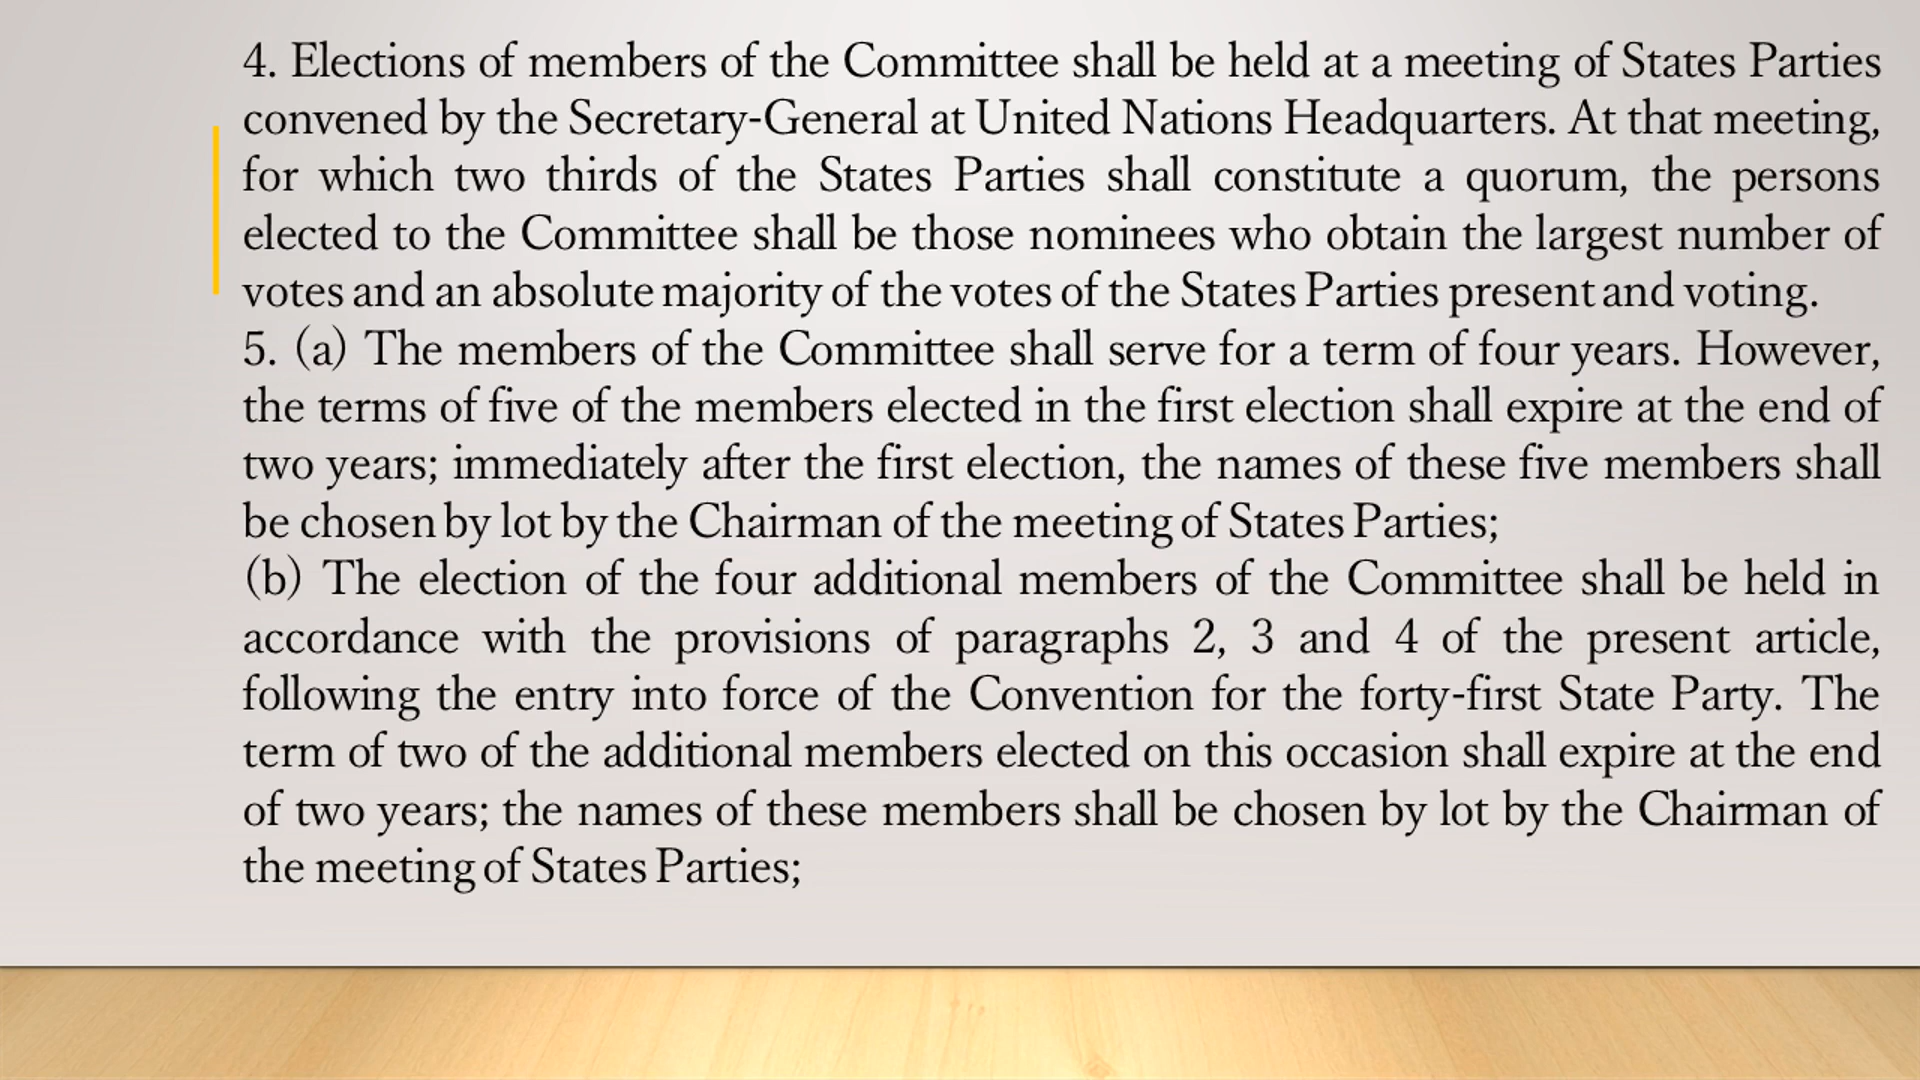 4. Elections of members of the Committee shall be held at a meeting of States Parties
convened by the Secretary-General at United Nations Headquarters. At that meeting,
for which two thirds of the States Parties shall constitute a quorum, the persons
elected to the Committee shall be those nominees who obtain the largest number of
votes and an absolute majority of the votes of the States Parties present and voting.
5. (a) The members of the Committee shall serve for a term of four years. However,
the terms of five of the members elected in the first election shall expire at the end of
two years; immediately after the first election, the names of these five members shall
be chosen by lot by the Chairman of the meeting of States Parties;
(b) The election of the four additional members of the Committee shall be held in
accordance with the provisions of paragraphs 2, 3 and 4 of the present article,
following the entry into force of the Convention for the forty-first State Party. The
term of two of the additional members elected on this occasion shall expire at the end
of two years; the names of these members shall be chosen by lot by the Chairman of
the meeting of States Parties;